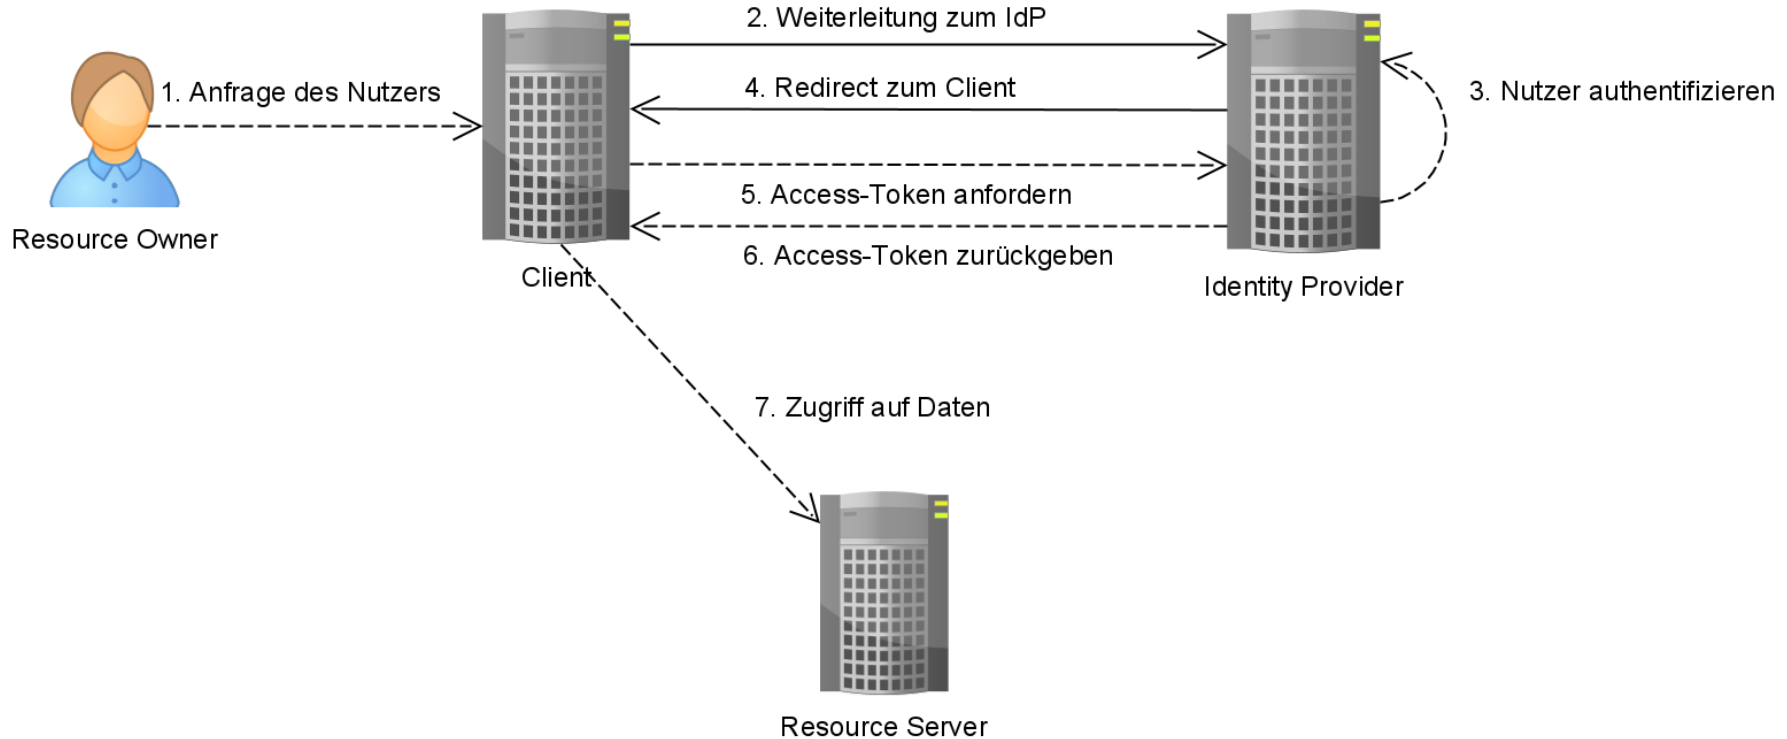 2. Weiterleitung zum IdP
1. Anfrage des Nutzers
4. Redirect zum Client
3. Nutzer authentifizieren
5. Access-Token anfordern
Resource Owner
6. Access-Token zurückgeben
Client
Identity Provider
7. Zugriff auf Daten
Resource Server